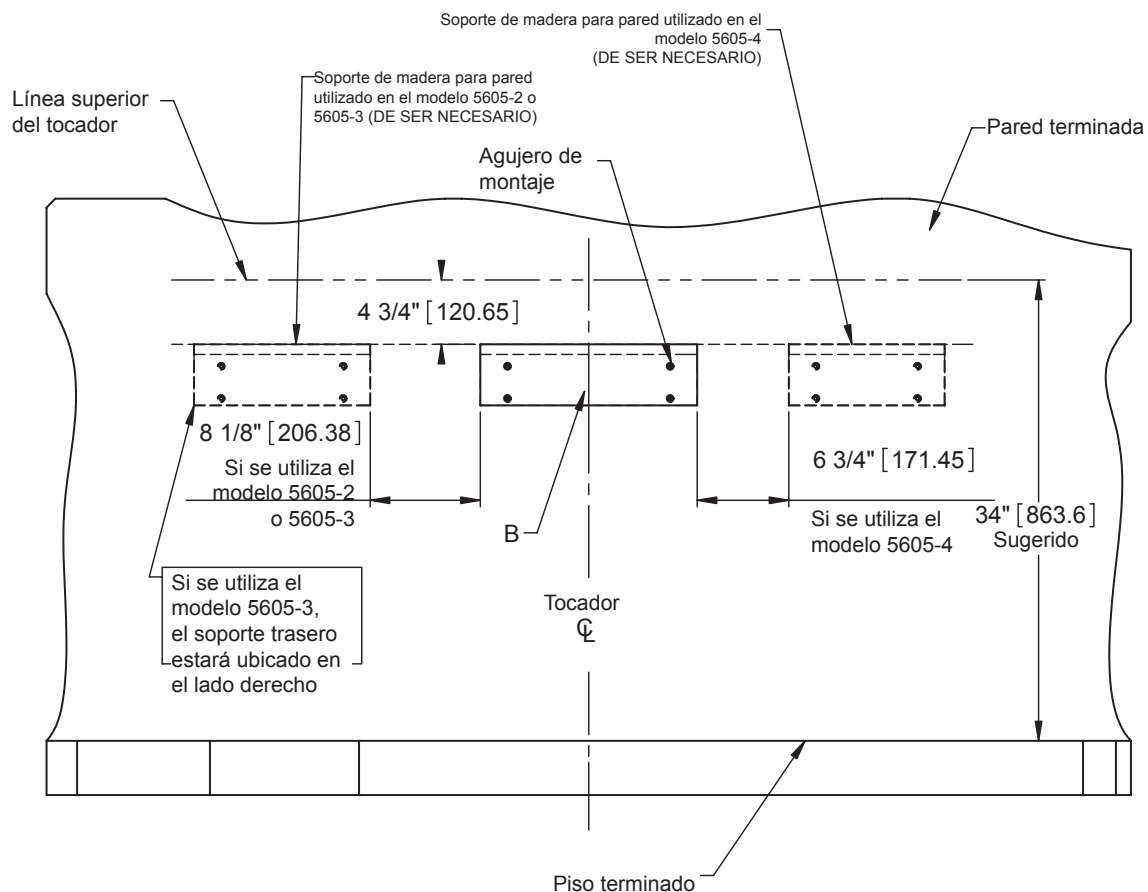 Soporte de madera para pared utilizado en el
modelo 5605-4
(DE SER NECESARIO)
Soporte de madera para pared
utilizado en el modelo 5605-2 o
5605-3 (DE SER NECESARIO)
Línea superior
del tocador
Pared terminada
Agujero de
montaje
4 3/4" [120.65]
8 1/8" [206.38]
Si se utiliza el
modelo 5605-2
o 5605-3
6 3/4" [171.45]
Si se utiliza el
modelo 5605-4
34" [863.6]
Sugerido
B
Si se utiliza el
modelo 5605-3,
el soporte trasero
estará ubicado en
el lado derecho
Tocador
℄
Piso terminado